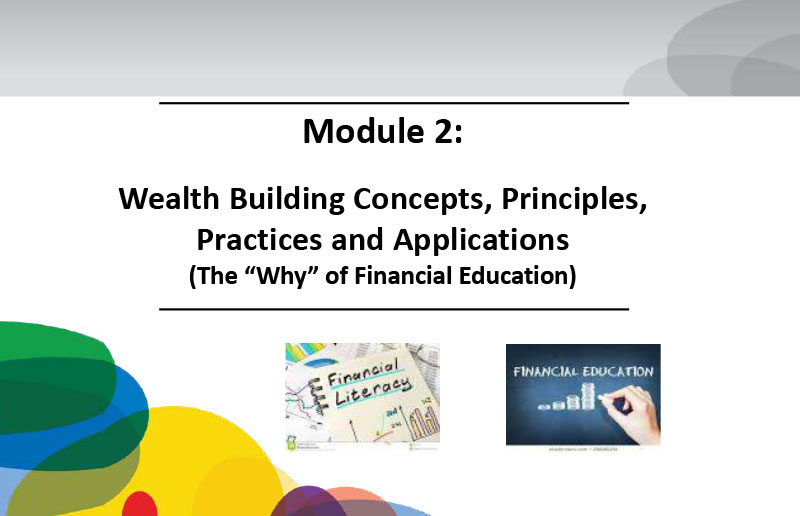 Module 2:
Wealth Building Concepts, Principles,
Practices and Applications
(The “Why” of Financial Education)
Financial
Literacy
FINANCIAL EDUCATION